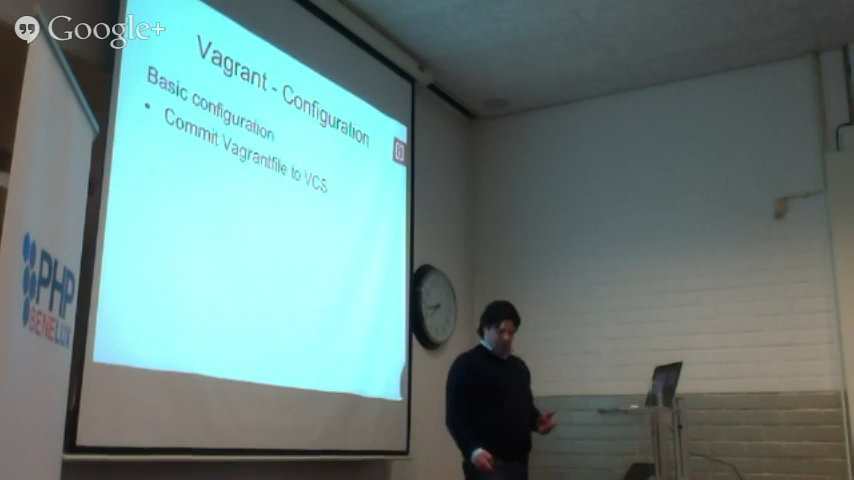 Google+
Vagrant - Configuration
Basic configuration
• Commit Vagrantfile to VCS
PHP
BENELUX